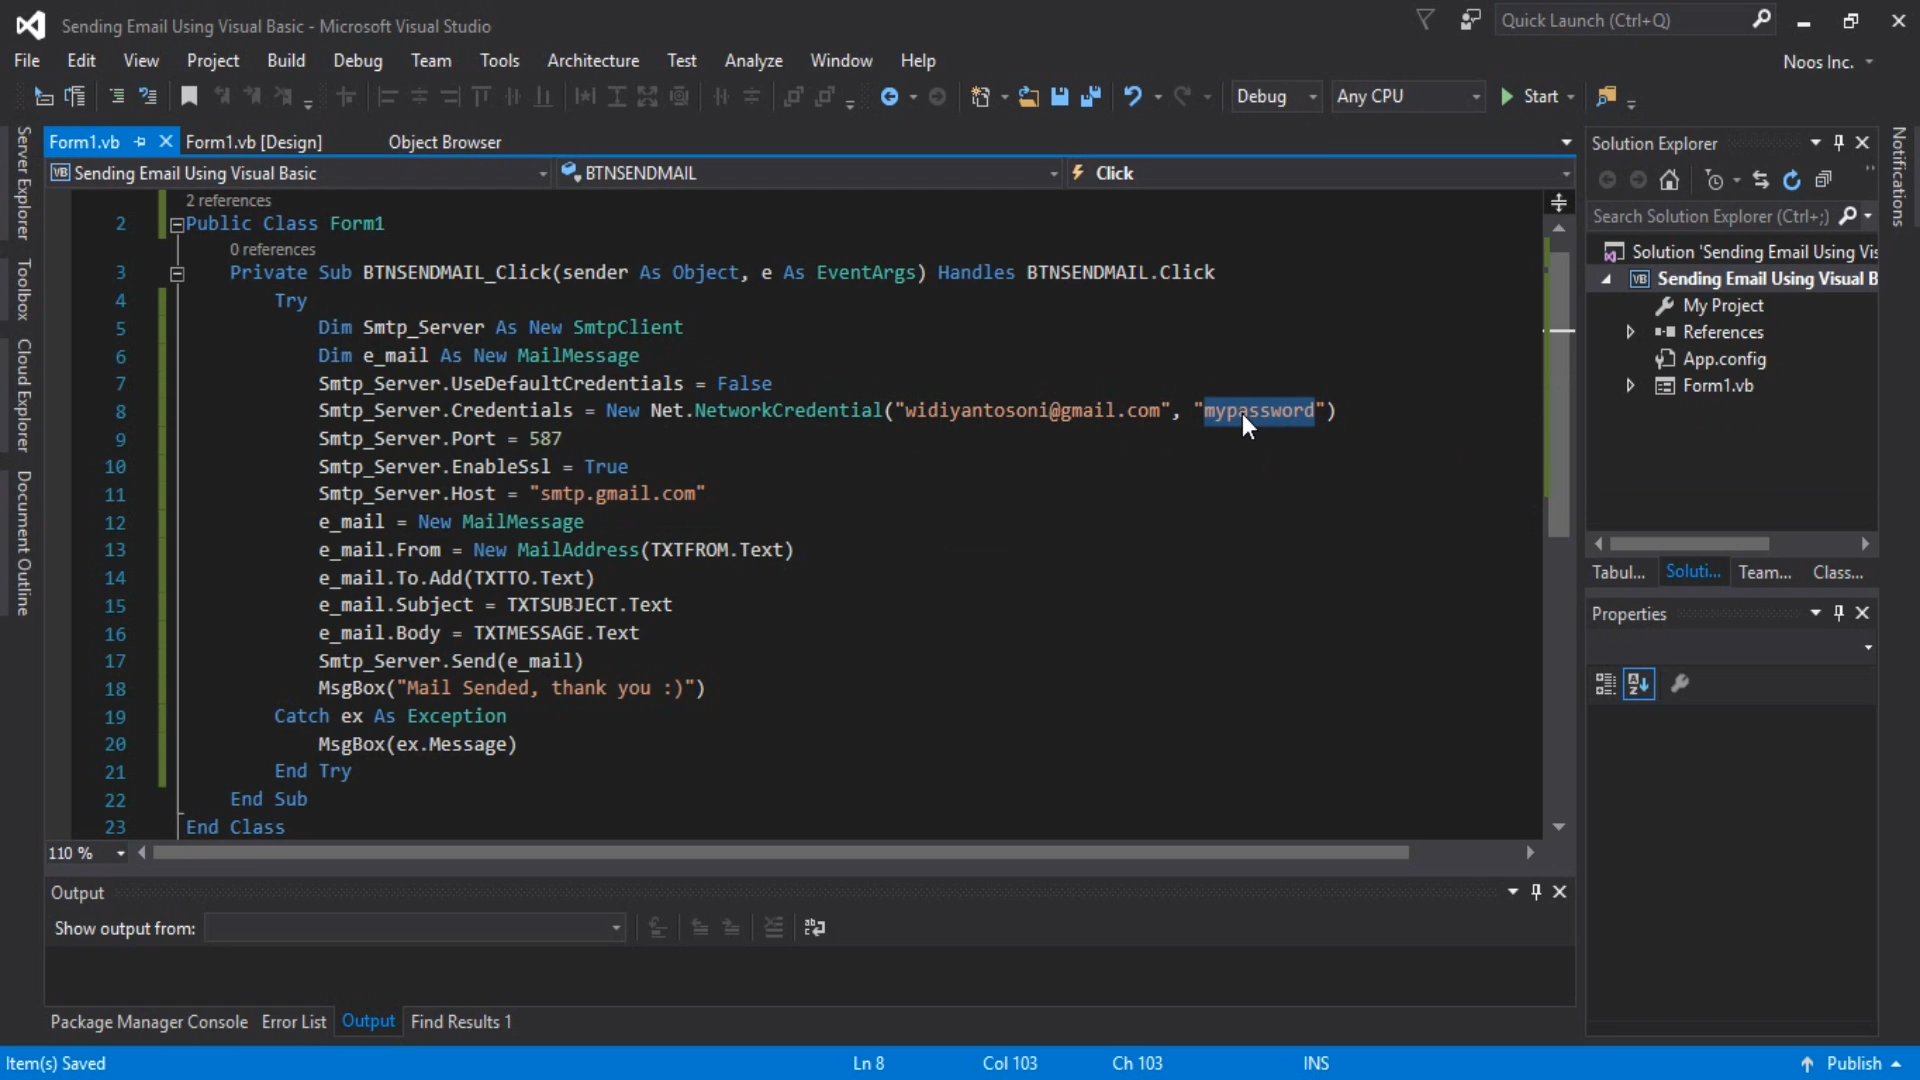 Sending Email Using Visual Basic - Microsoft Visual Studio
Quick Launch (Ctrl+Q)
File Edit View Project Build Debug Team Tools Architecture Test Analyze Window Help
Noos Inc.
Debug Any CPU Start
Server Explorer
Toolbox
Cloud Explorer
Document Outline
Form1.vb Form1.vb [Design] Object Browser
VB Sending Email Using Visual Basic BTNSENDMAIL Click
2 references
2 Public Class Form1
0 references
3 Private Sub BTNSENDMAIL_Click(sender As Object, e As EventArgs) Handles BTNSENDMAIL.Click
4 Try
5 Dim Smtp_Server As New SmtpClient
6 Dim e_mail As New MailMessage
7 Smtp_Server.UseDefaultCredentials = False
8 Smtp_Server.Credentials = New Net.NetworkCredential("widiyantosoni@gmail.com", "mypassword")
9 Smtp_Server.Port = 587
10 Smtp_Server.EnableSsl = True
11 Smtp_Server.Host = "smtp.gmail.com"
12 e_mail = New MailMessage
13 e_mail.From = New MailAddress(TXTFROM.Text)
14 e_mail.To.Add(TXTTO.Text)
15 e_mail.Subject = TXTSUBJECT.Text
16 e_mail.Body = TXTMESSAGE.Text
17 Smtp_Server.Send(e_mail)
18 MsgBox("Mail Sended, thank you :)")
19 Catch ex As Exception
20 MsgBox(ex.Message)
21 End Try
22 End Sub
23 End Class
110 %
Output
Show output from:
Package Manager Console Error List Output Find Results 1
Item(s) Saved Ln 8 Col 103 Ch 103 INS Publish
Solution Explorer
Search Solution Explorer (Ctrl+;)
Solution 'Sending Email Using Vis
VB Sending Email Using Visual B
My Project
References
App.config
Form1.vb
Tabul... Soluti... Team... Class...
Properties
Notifications